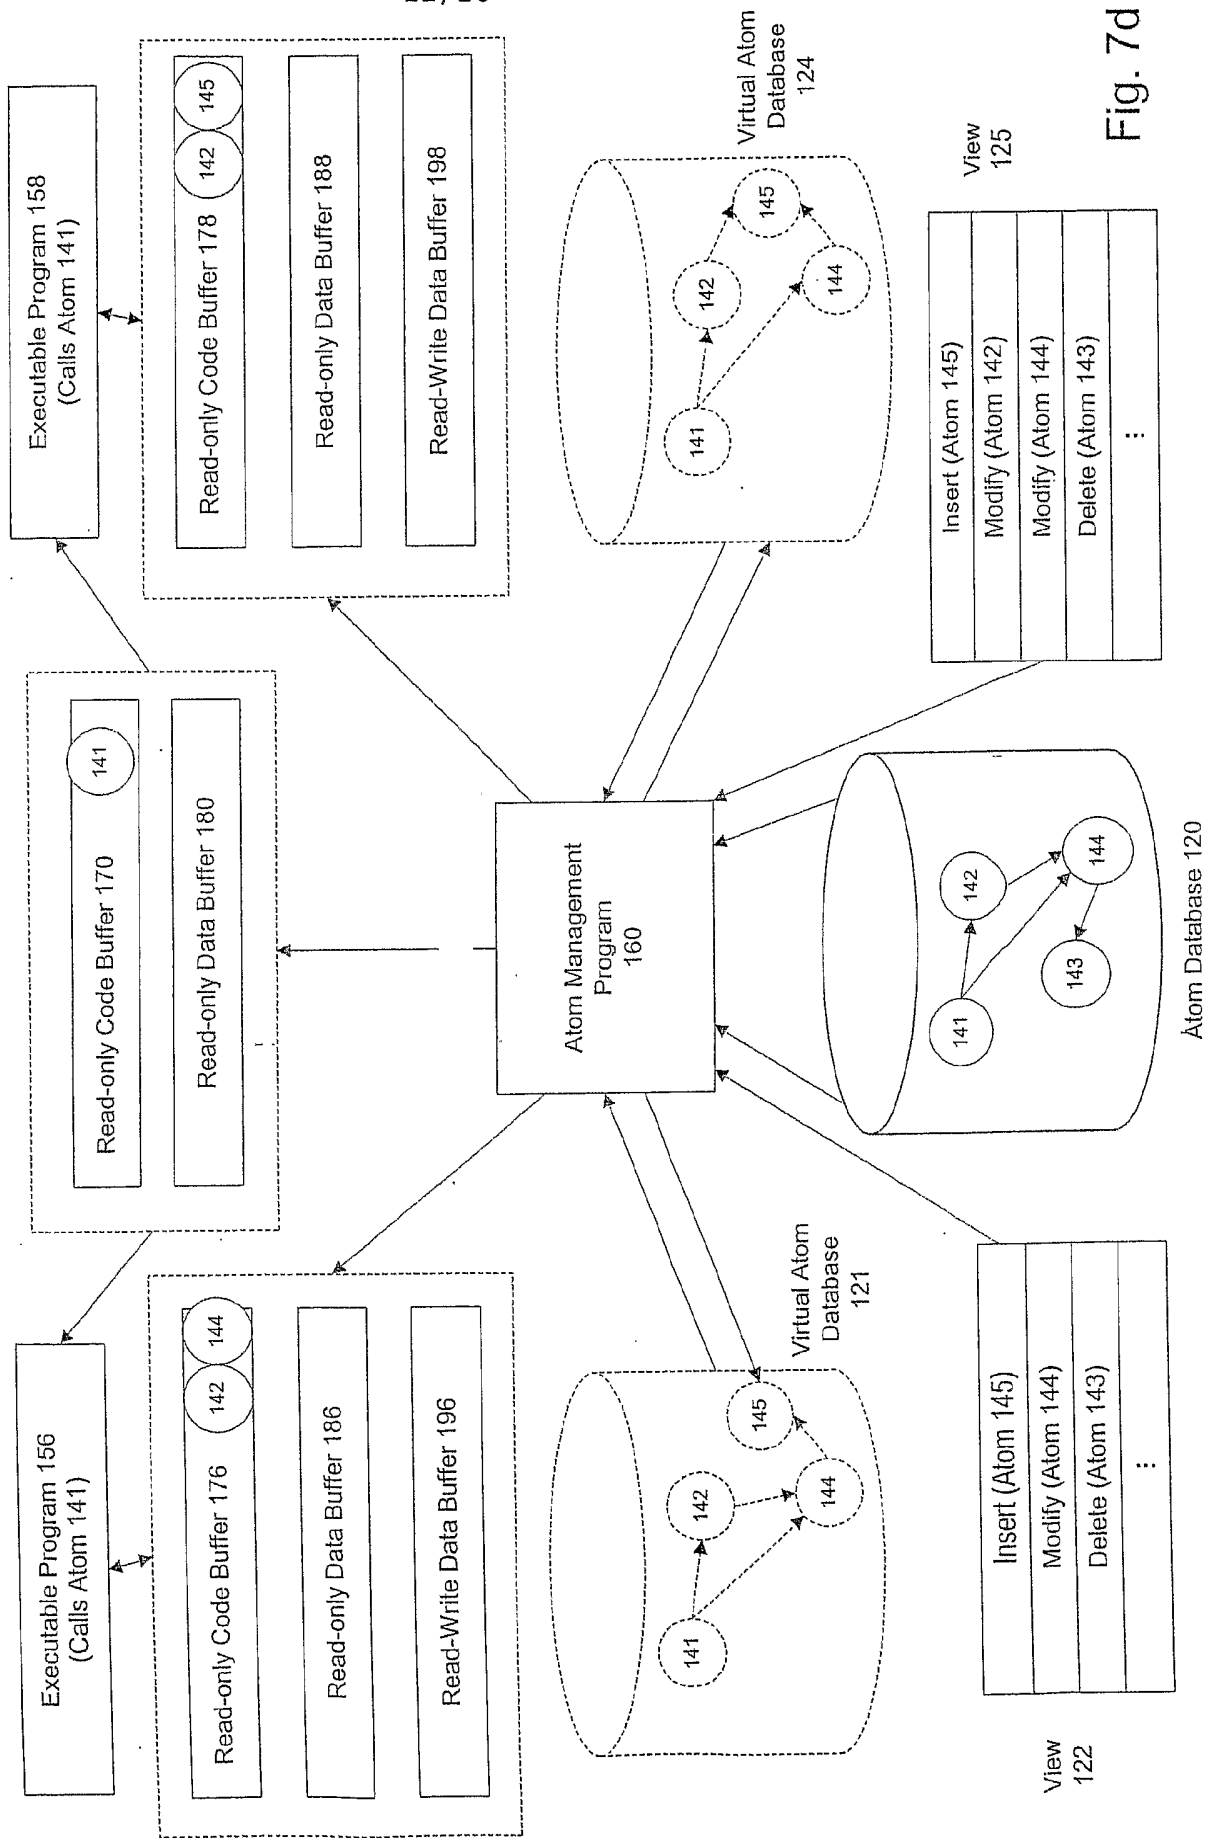 Executable Program 156
(Calls Atom 141)
Read-only Code Buffer 176
142
144
Read-only Data Buffer 186
Read-Write Data Buffer 196
Read-only Code Buffer 170
141
Read-only Data Buffer 180
Executable Program 158
(Calls Atom 141)
Read-only Code Buffer 178
142
145
Read-only Data Buffer 188
Read-Write Data Buffer 198
Atom Management
Program
160
141
142
144
145
Virtual Atom
Database
121
141
142
144
145
Virtual Atom
Database
124
View
122
Insert (Atom 145)
Modify (Atom 144)
Delete (Atom 143)
...
141
142
143
144
Atom Database 120
Insert (Atom 145)
Modify (Atom 142)
Modify (Atom 144)
Delete (Atom 143)
...
View
125
Fig. 7d